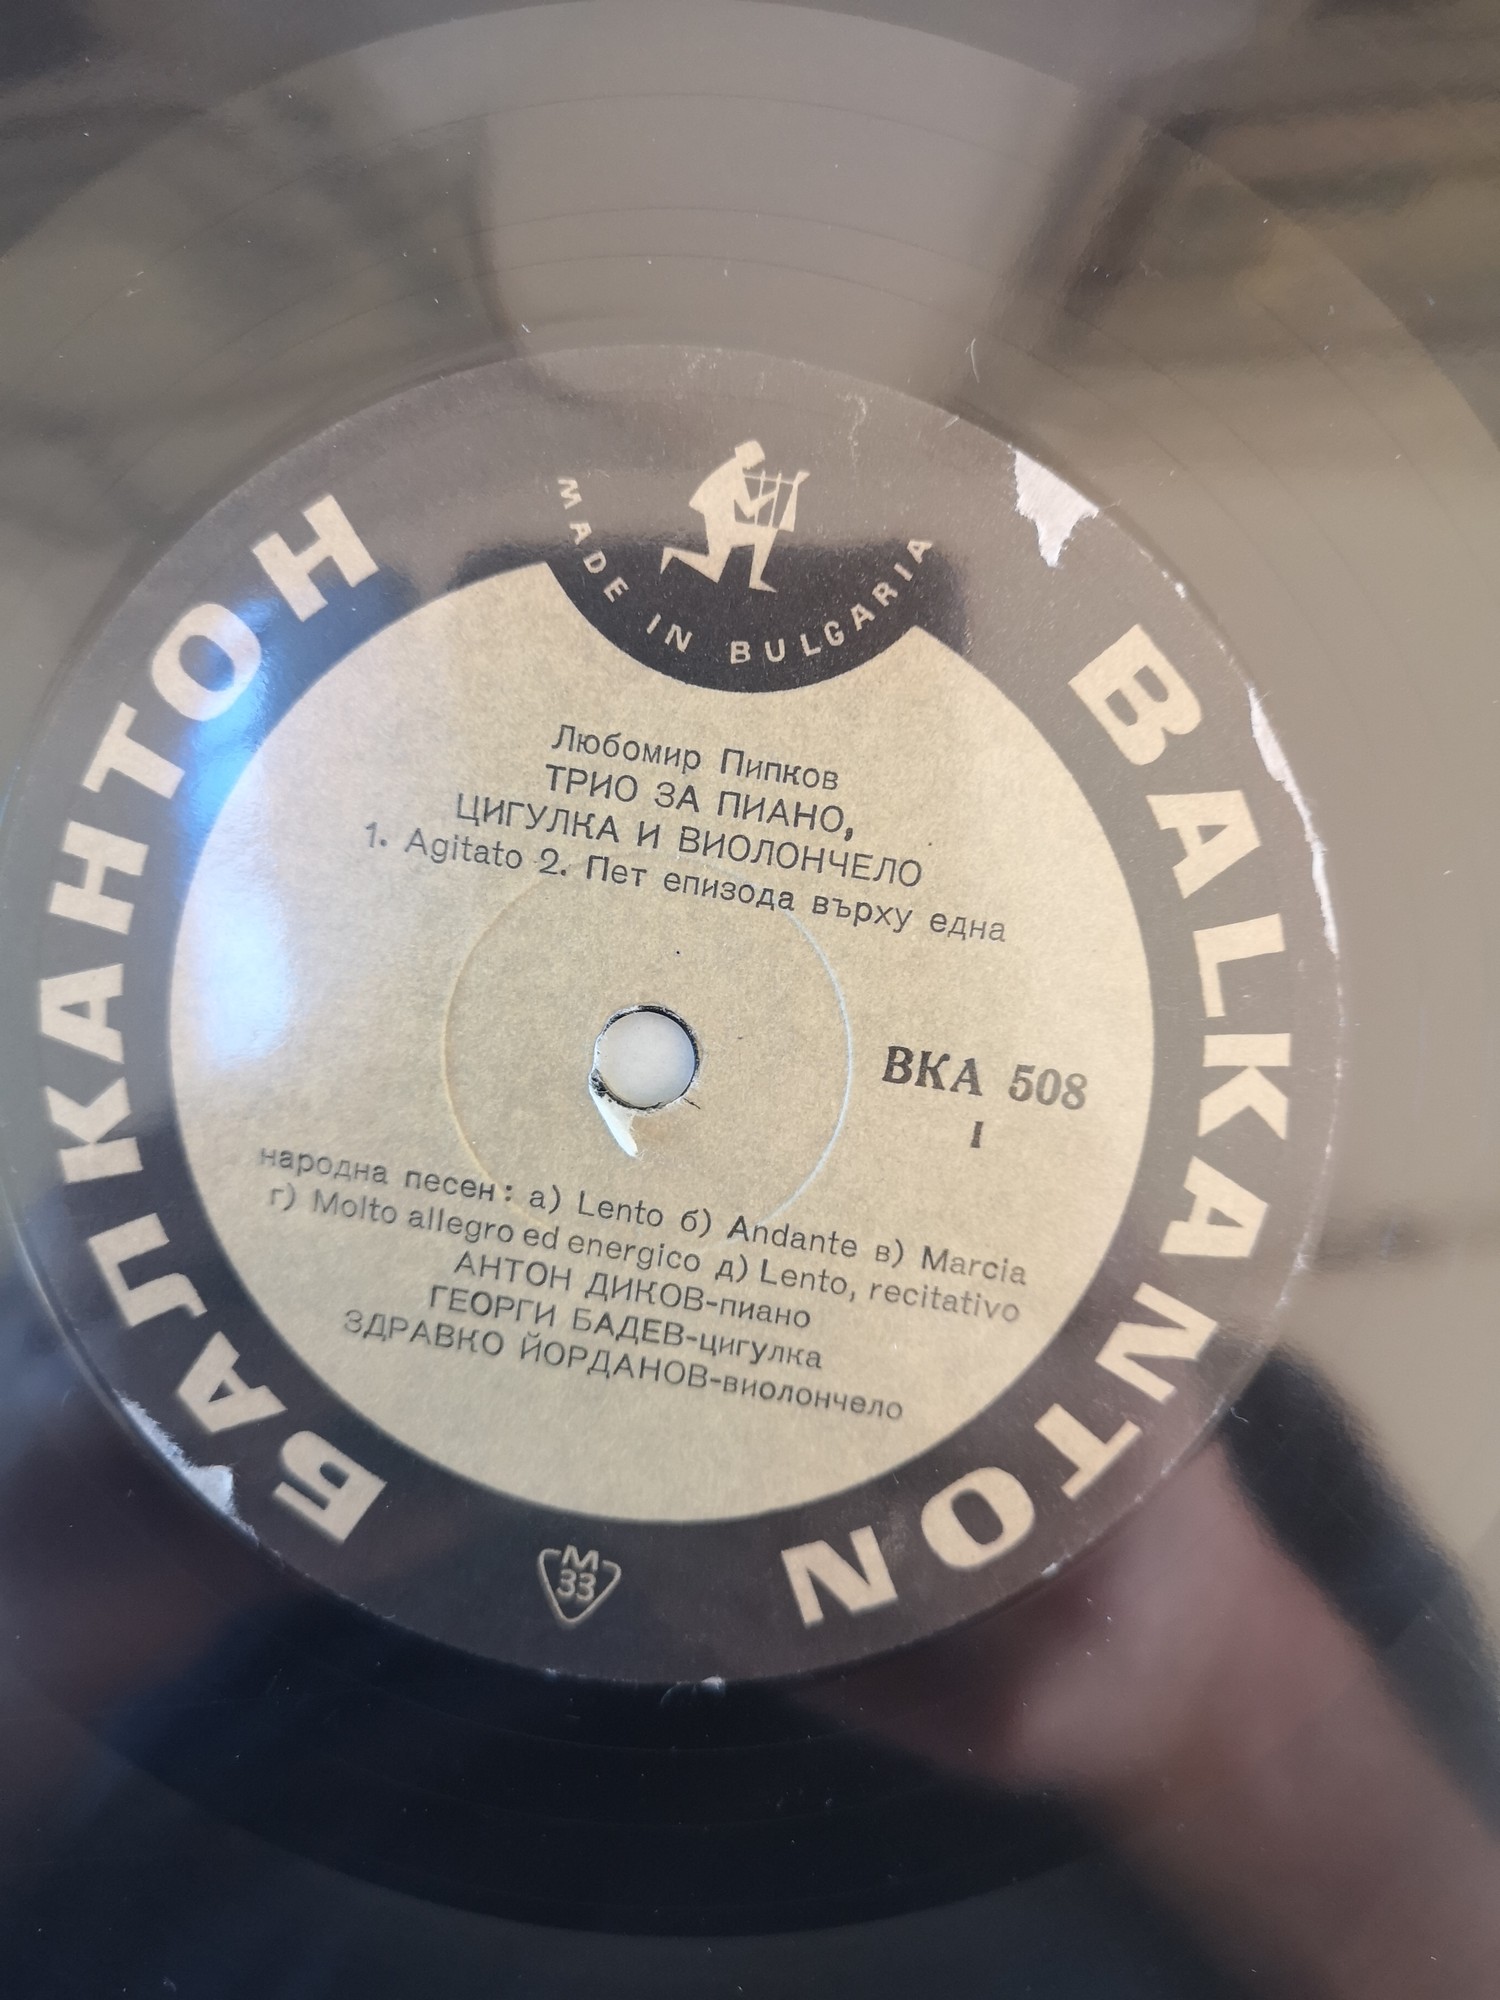 MADE IN BULGARIA
БАЛКАНТОН
BALKANTON
Любомир Пипков
ТРИО ЗА ПИАНО,
ЦИГУЛКА И ВИОЛОНЧЕЛО
1. Agitato 2. Пет епизода върху една
ВКА 508
I
народна песен: а) Lento б) Andante в) Marcia
г) Molto allegro ed energico д) Lento, recitativo
АНТОН ДИКОВ-пиано
ГЕОРГИ БАДЕВ-цигулка
ЗДРАВКО ЙОРДАНОВ-виолончело
М
33